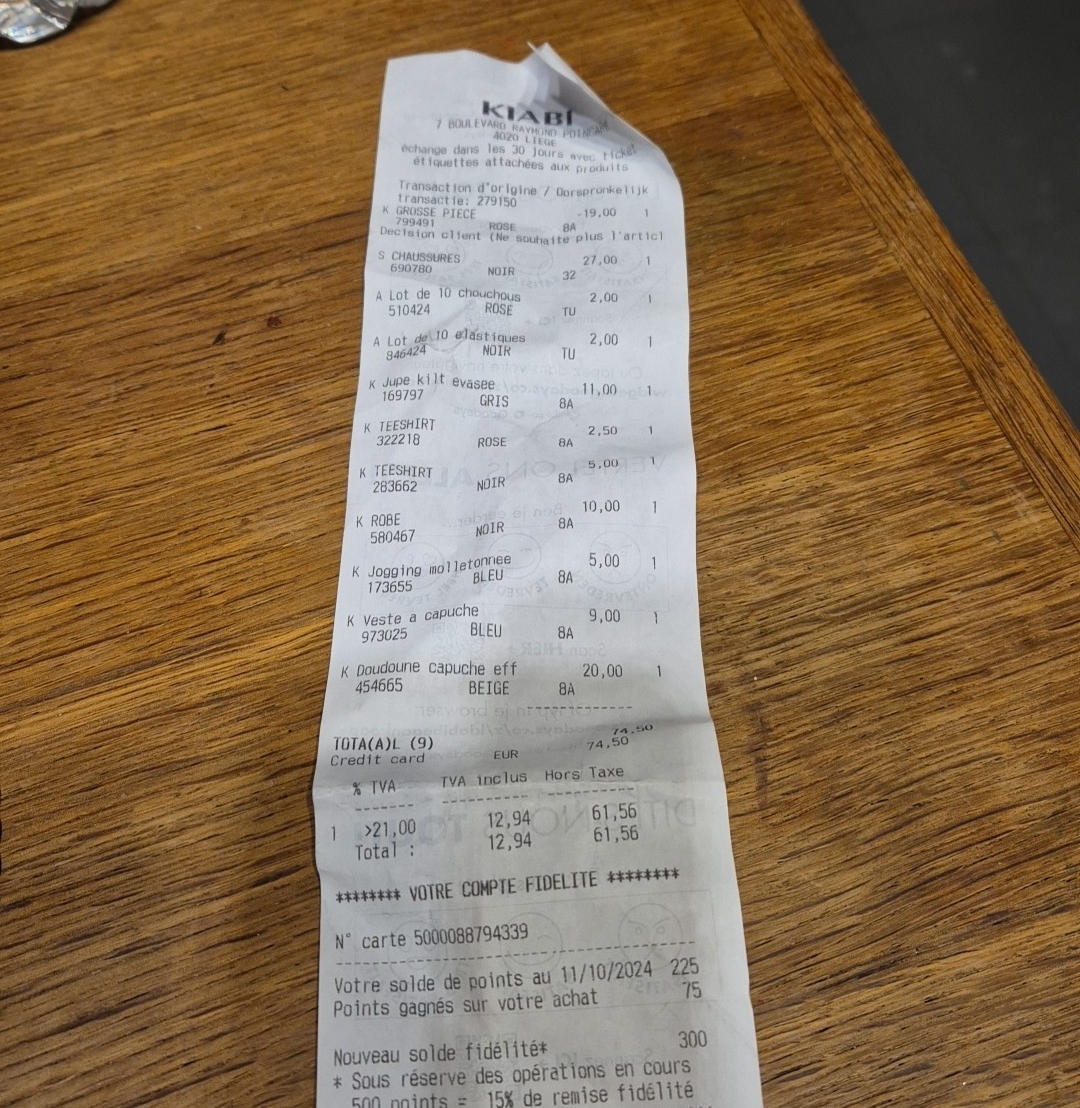 KIABI
7 BOULEVARD RAYMOND POINCARE
4020 LIEGE
échange dans les 30 jours avec ticket
étiquettes attachées aux produits
Transaction d'origine / Oorspronkelijk
transactie: 279150
K GROSSE PIECE -19,00 1
799491 ROSE 8A
Decision client (Ne souhaite plus l'articl
S CHAUSSURES 27,00 1
690780 NOIR 32
A Lot de 10 chouchous 2,00 1
510424 ROSE TU
A Lot de 10 elastiques 2,00 1
846424 NOIR TU
K Jupe kilt evasee 11,00 1
169797 GRIS 8A
K TEESHIRT 2,50 1
322218 ROSE 8A
K TEESHIRT 5,00 1
283662 NOIR 8A
K ROBE 10,00 1
580467 NOIR 8A
K Jogging molletonnee 5,00 1
173655 BLEU 8A
K Veste a capuche 9,00 1
973025 BLEU 8A
K Doudoune capuche eff 20,00 1
454665 BEIGE 8A
------------
TOTA(A)L (9) 74,50
Credit card EUR 74,50
% TVA TVA inclus Hors Taxe
------- ----------- ----------
1 >21,00 12,94 61,56
Total : 12,94 61,56
******** VOTRE COMPTE FIDELITE ********
N° carte 5000088794339
------------------------------------------
Votre solde de points au 11/10/2024 225
Points gagnés sur votre achat 75
Nouveau solde fidélité* 300
* Sous réserve des opérations en cours
500 points = 15% de remise fidélité